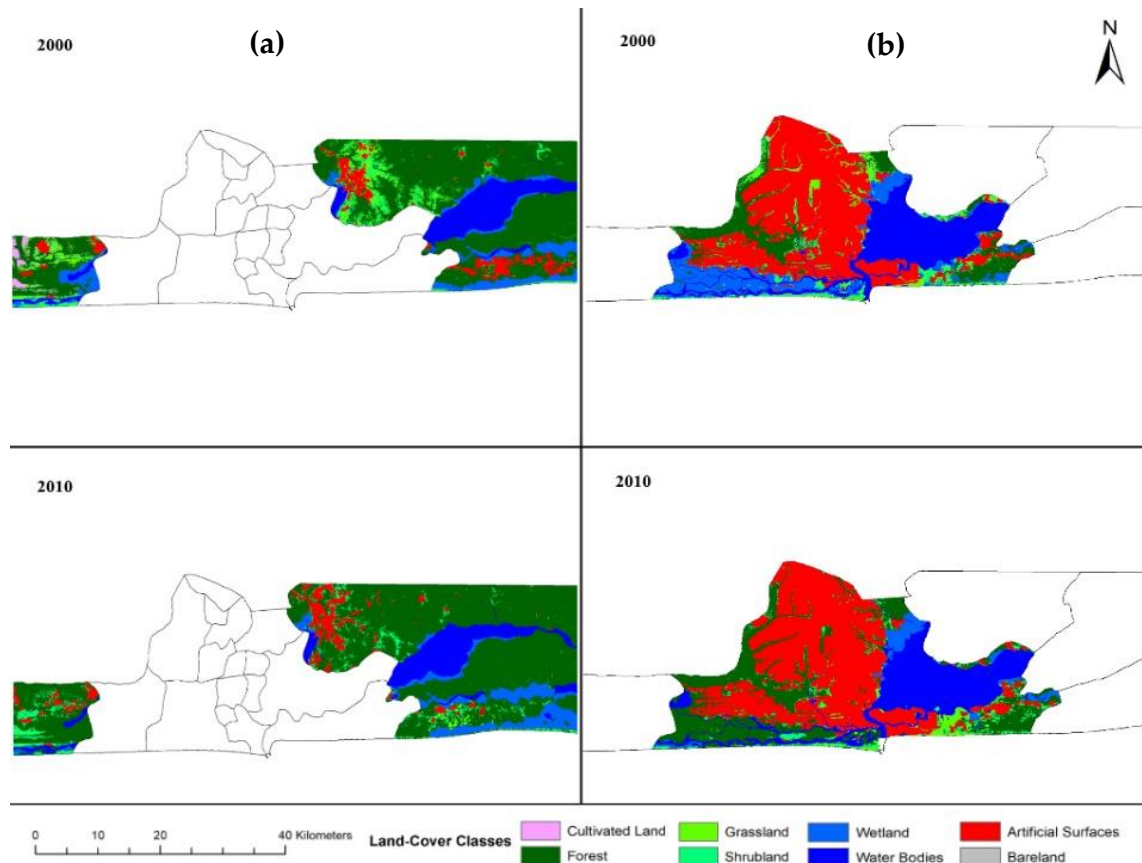 2000 (a)
2000 (b) N
2010
2010
0 10 20 40 Kilometers
Land-Cover Classes
Cultivated Land Grassland Wetland Artificial Surfaces
Forest Shrubland Water Bodies Bareland